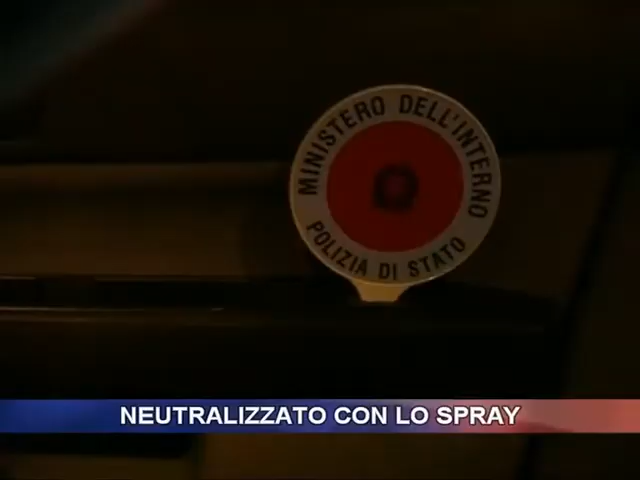 MINISTERO DELL'INTERNO
POLIZIA DI STATO
NEUTRALIZZATO CON LO SPRAY